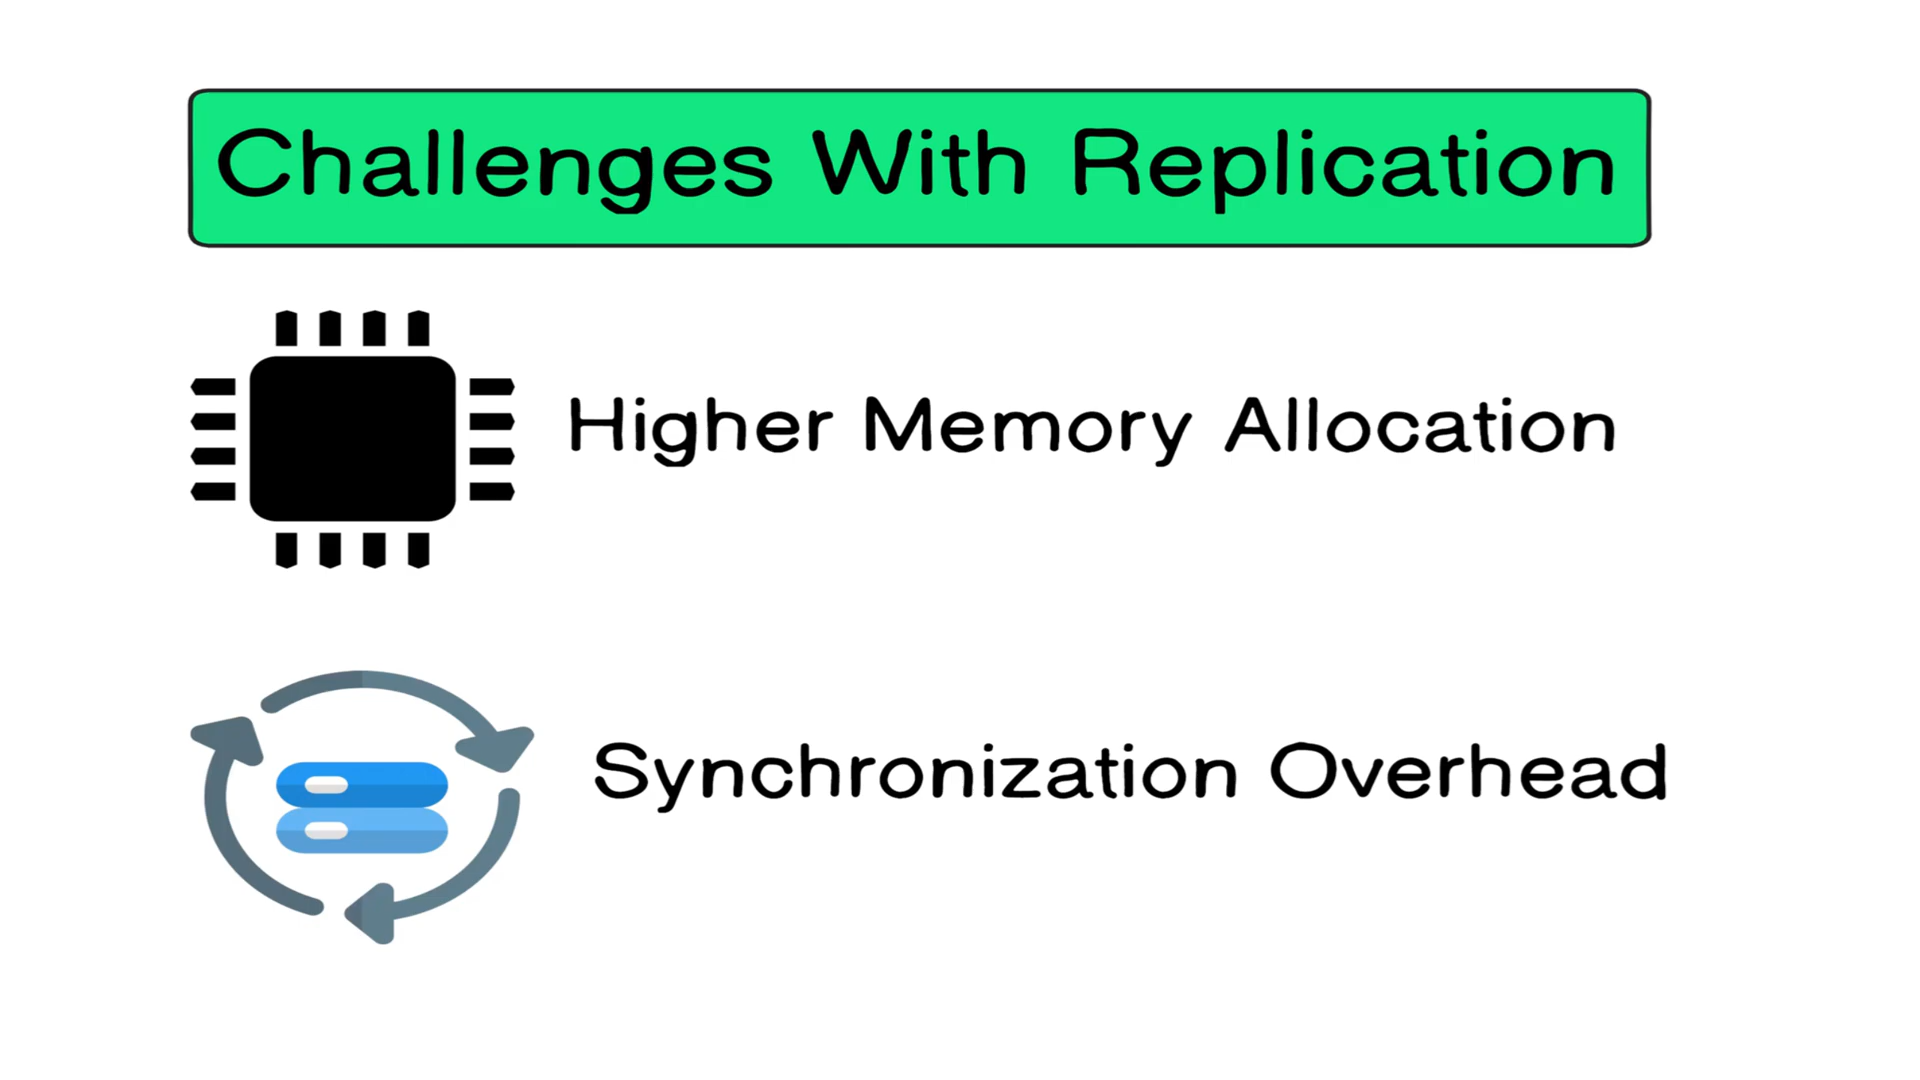 Challenges With Replication
Higher Memory Allocation
Synchronization Overhead